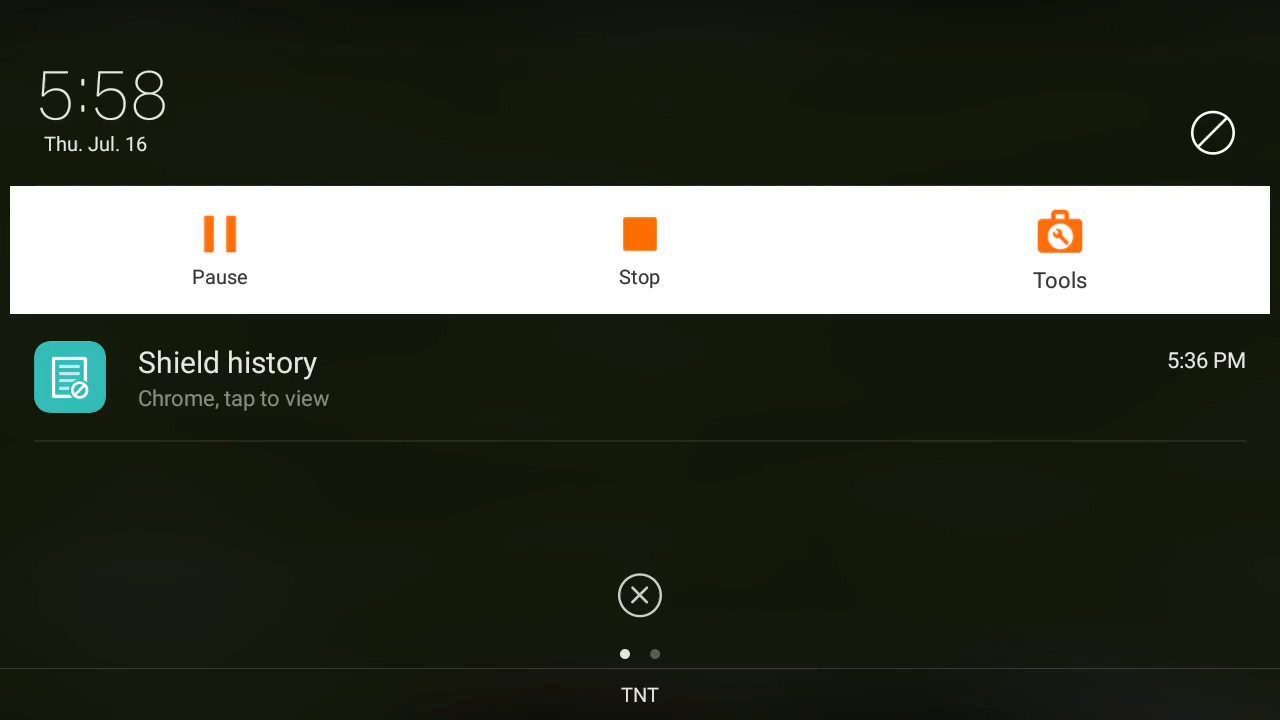 5:58
Thu. Jul. 16
Pause
Stop
Tools
Shield history
5:36 PM
Chrome, tap to view
TNT